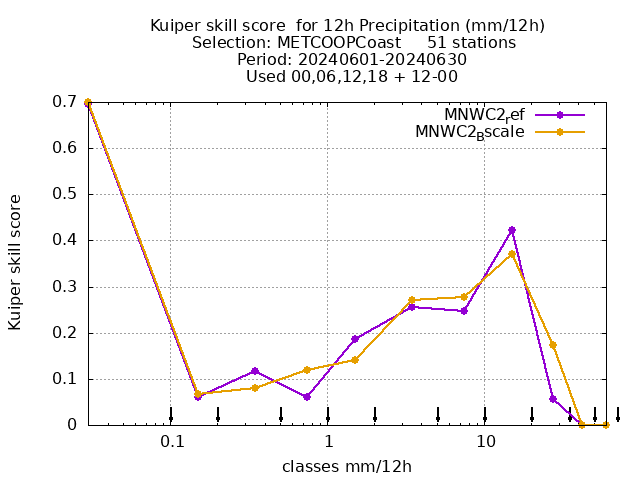 Kuiper skill score  for 12h Precipitation (mm/12h)
Selection: METCOOPCoast     51 stations
Period: 20240601-20240630
Used 00,06,12,18 + 12-00
MNWC2ref
MNWC2Bscale
0.7
0.6
0.5
0.4
0.3
0.2
0.1
0
Kuiper skill score
0.1
1
10
classes mm/12h